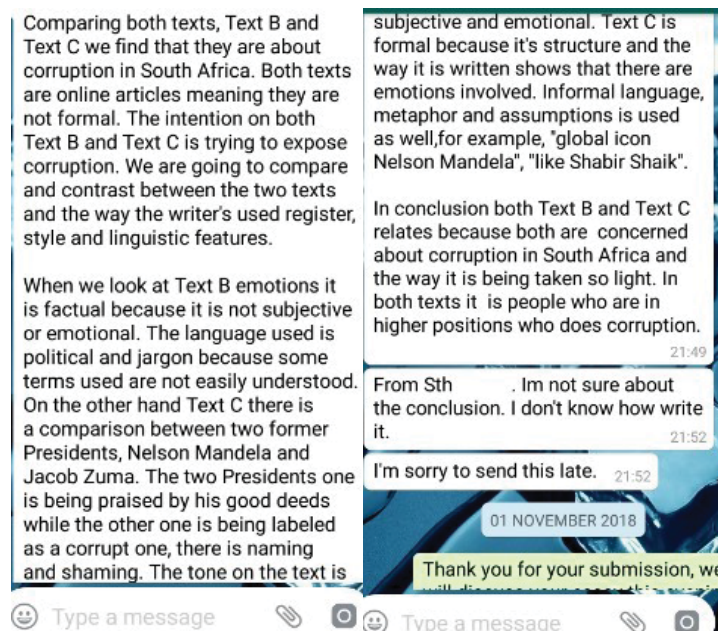 Comparing both texts, Text B and
Text C we find that they are about
corruption in South Africa. Both texts
are online articles meaning they are
not formal. The intention on both
Text B and Text C is trying to expose
corruption. We are going to compare
and contrast between the two texts
and the way the writer's used register,
style and linguistic features.
When we look at Text B emotions it
is factual because it is not subjective
or emotional. The language used is
political and jargon because some
terms used are not easily understood.
On the other hand Text C there is
a comparison between two former
Presidents, Nelson Mandela and
Jacob Zuma. The two Presidents one
is being praised by his good deeds
while the other one is being labeled
as a corrupt one, there is naming
and shaming. The tone on the text is
Type a message
subjective and emotional. Text C is
formal because it's structure and the
way it is written shows that there are
emotions involved. Informal language,
metaphor and assumptions is used
as well,for example, "global icon
Nelson Mandela", "like Shabir Shaik".
In conclusion both Text B and Text C
relates because both are concerned
about corruption in South Africa and
the way it is being taken so light. In
both texts it is people who are in
higher positions who does corruption.
21:49
From Sth . Im not sure about
the conclusion. I don't know how write
it.
21:52
I'm sorry to send this late. 21:52
01 NOVEMBER 2018
Thank you for your submission, we
Type a message